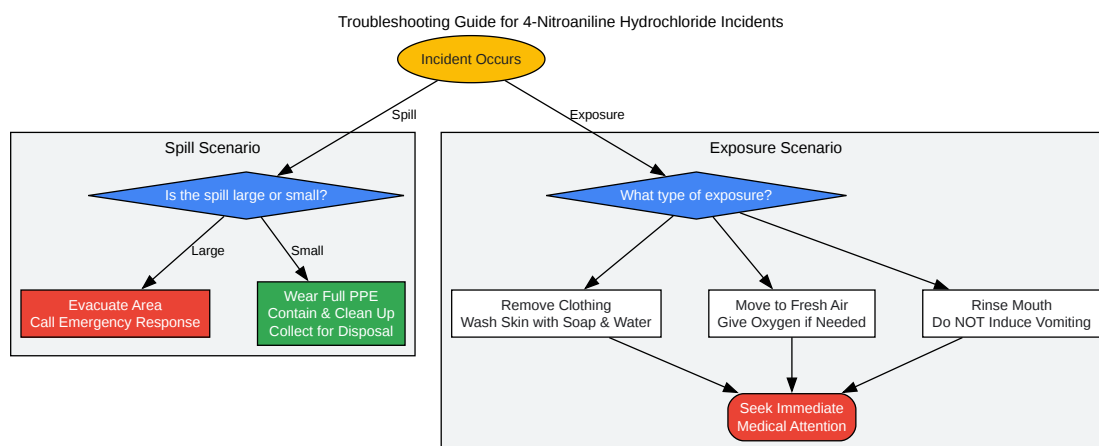 Troubleshooting Guide for 4-Nitroaniline Hydrochloride Incidents
Incident Occurs
Spill
Exposure
Spill Scenario
Is the spill large or small?
Large
Small
Evacuate Area
Call Emergency Response
Wear Full PPE
Contain & Clean Up
Collect for Disposal
Exposure Scenario
What type of exposure?
Remove Clothing
Wash Skin with Soap & Water
Move to Fresh Air
Give Oxygen if Needed
Rinse Mouth
Do NOT Induce Vomiting
Seek Immediate
Medical Attention